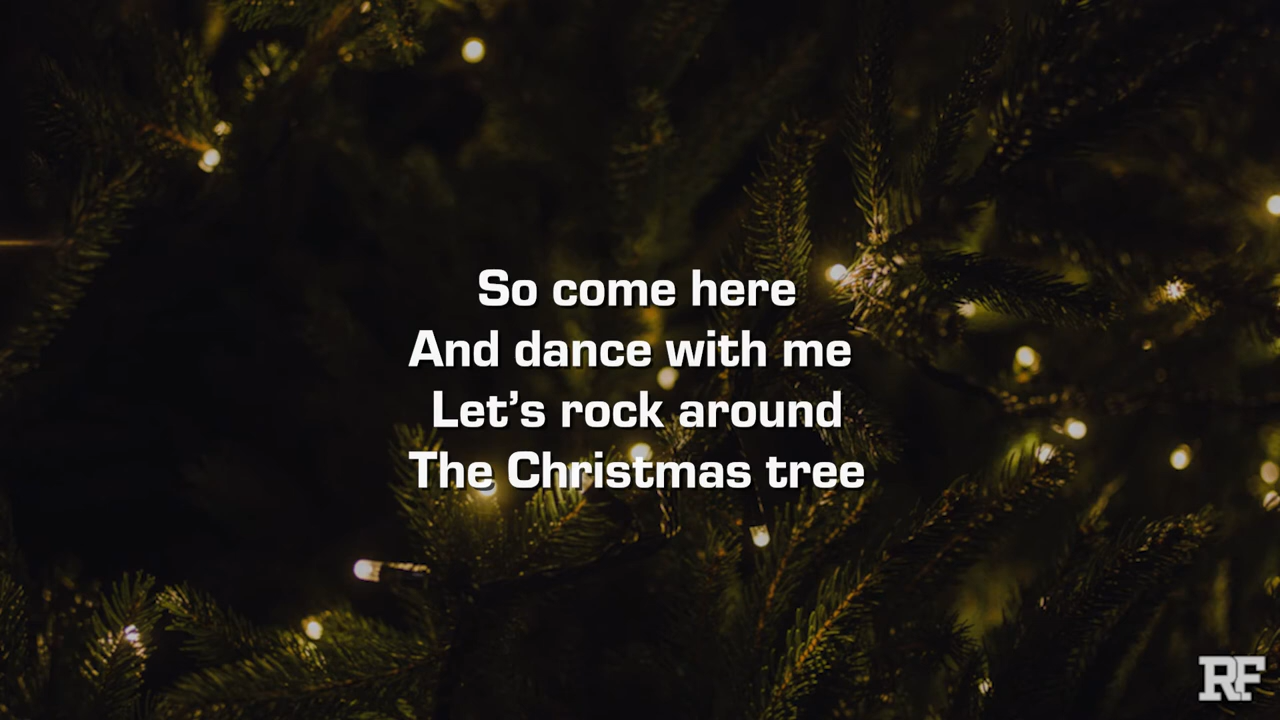 So come here
And dance with me
Let’s rock around
The Christmas tree
RF